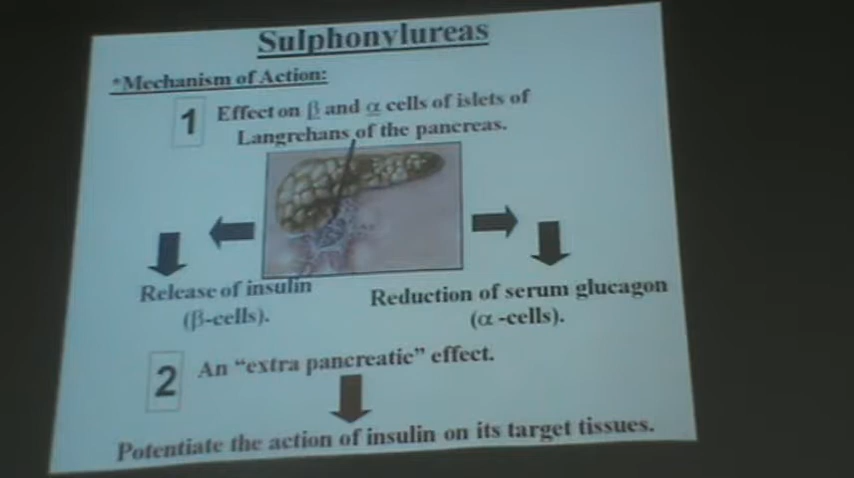 Sulphonylureas
*Mechanism of Action:
1
Effect on β and α cells of islets of
Langrehans of the pancreas.
Release of insulin
(β-cells).
Reduction of serum glucagon
(α -cells).
2
An “extra pancreatic” effect.
Potentiate the action of insulin on its target tissues.